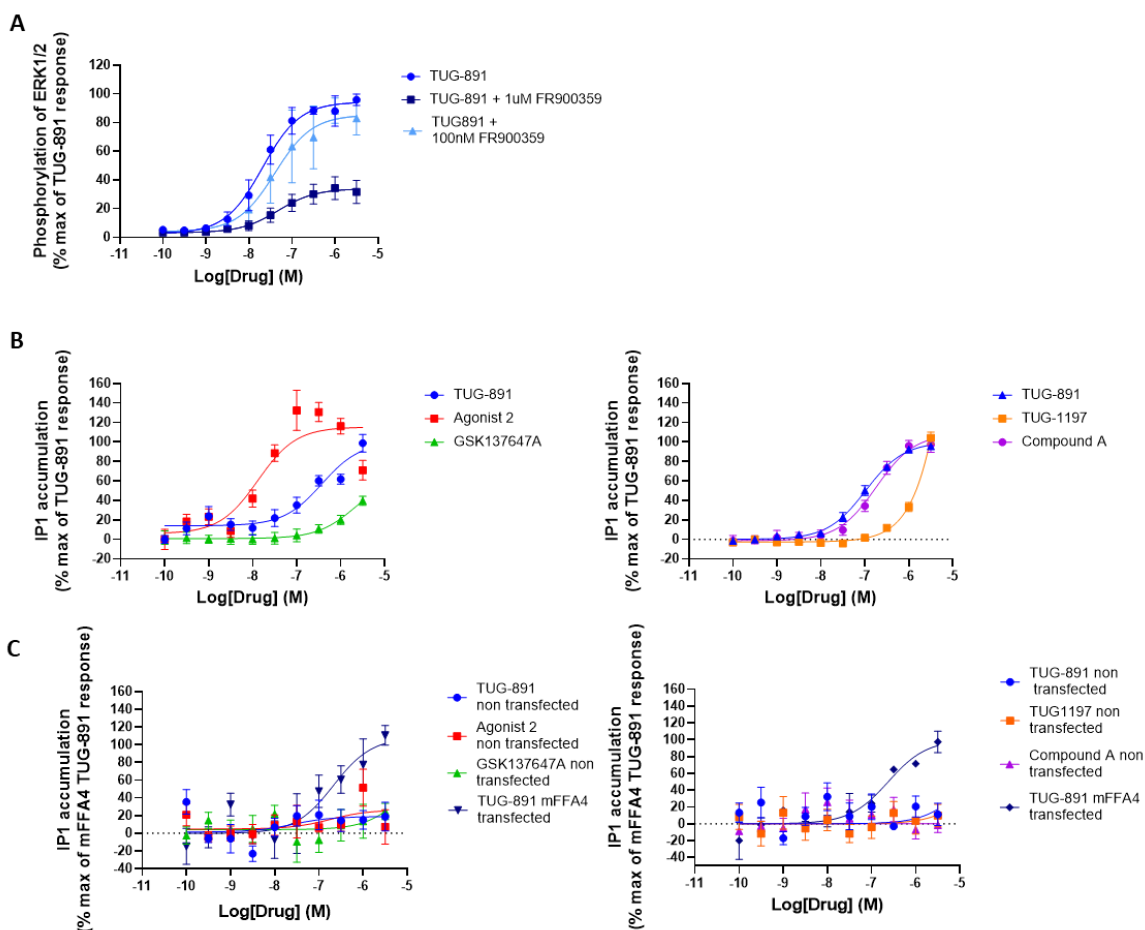 A
Phosphorylation of ERK1/2
(% max of TUG-891 response)
120
100
80
60
40
20
0
-11
-10
-9
-8
-7
-6
-5
Log[Drug] (M)
TUG-891
TUG-891 + 1uM FR900359
TUG891 +
100nM FR900359
B
IP1 accumulation
(% max of TUG-891 response)
160
140
120
100
80
60
40
20
0
-20
-11
-10
-9
-8
-7
-6
-5
Log[Drug] (M)
TUG-891
Agonist 2
GSK137647A
IP1 accumulation
(% max of TUG-891 response)
160
140
120
100
80
60
40
20
0
-20
-11
-10
-9
-8
-7
-6
-5
Log[Drug] (M)
TUG-891
TUG-1197
Compound A
C
IP1 accumulation
(% max of mFFA4 TUG-891 response)
160
140
120
100
80
60
40
20
0
-20
-40
-11
-10
-9
-8
-7
-6
-5
Log[Drug] (M)
TUG-891
non transfected
Agonist 2
non transfected
GSK137647A non
transfected
TUG-891 mFFA4
transfected
IP1 accumulation
(% max of mFFA4 TUG-891 response)
160
140
120
100
80
60
40
20
0
-20
-40
-11
-10
-9
-8
-7
-6
-5
Log[Drug] (M)
TUG-891 non
transfected
TUG1197 non
transfected
Compound A non
transfected
TUG-891 mFFA4